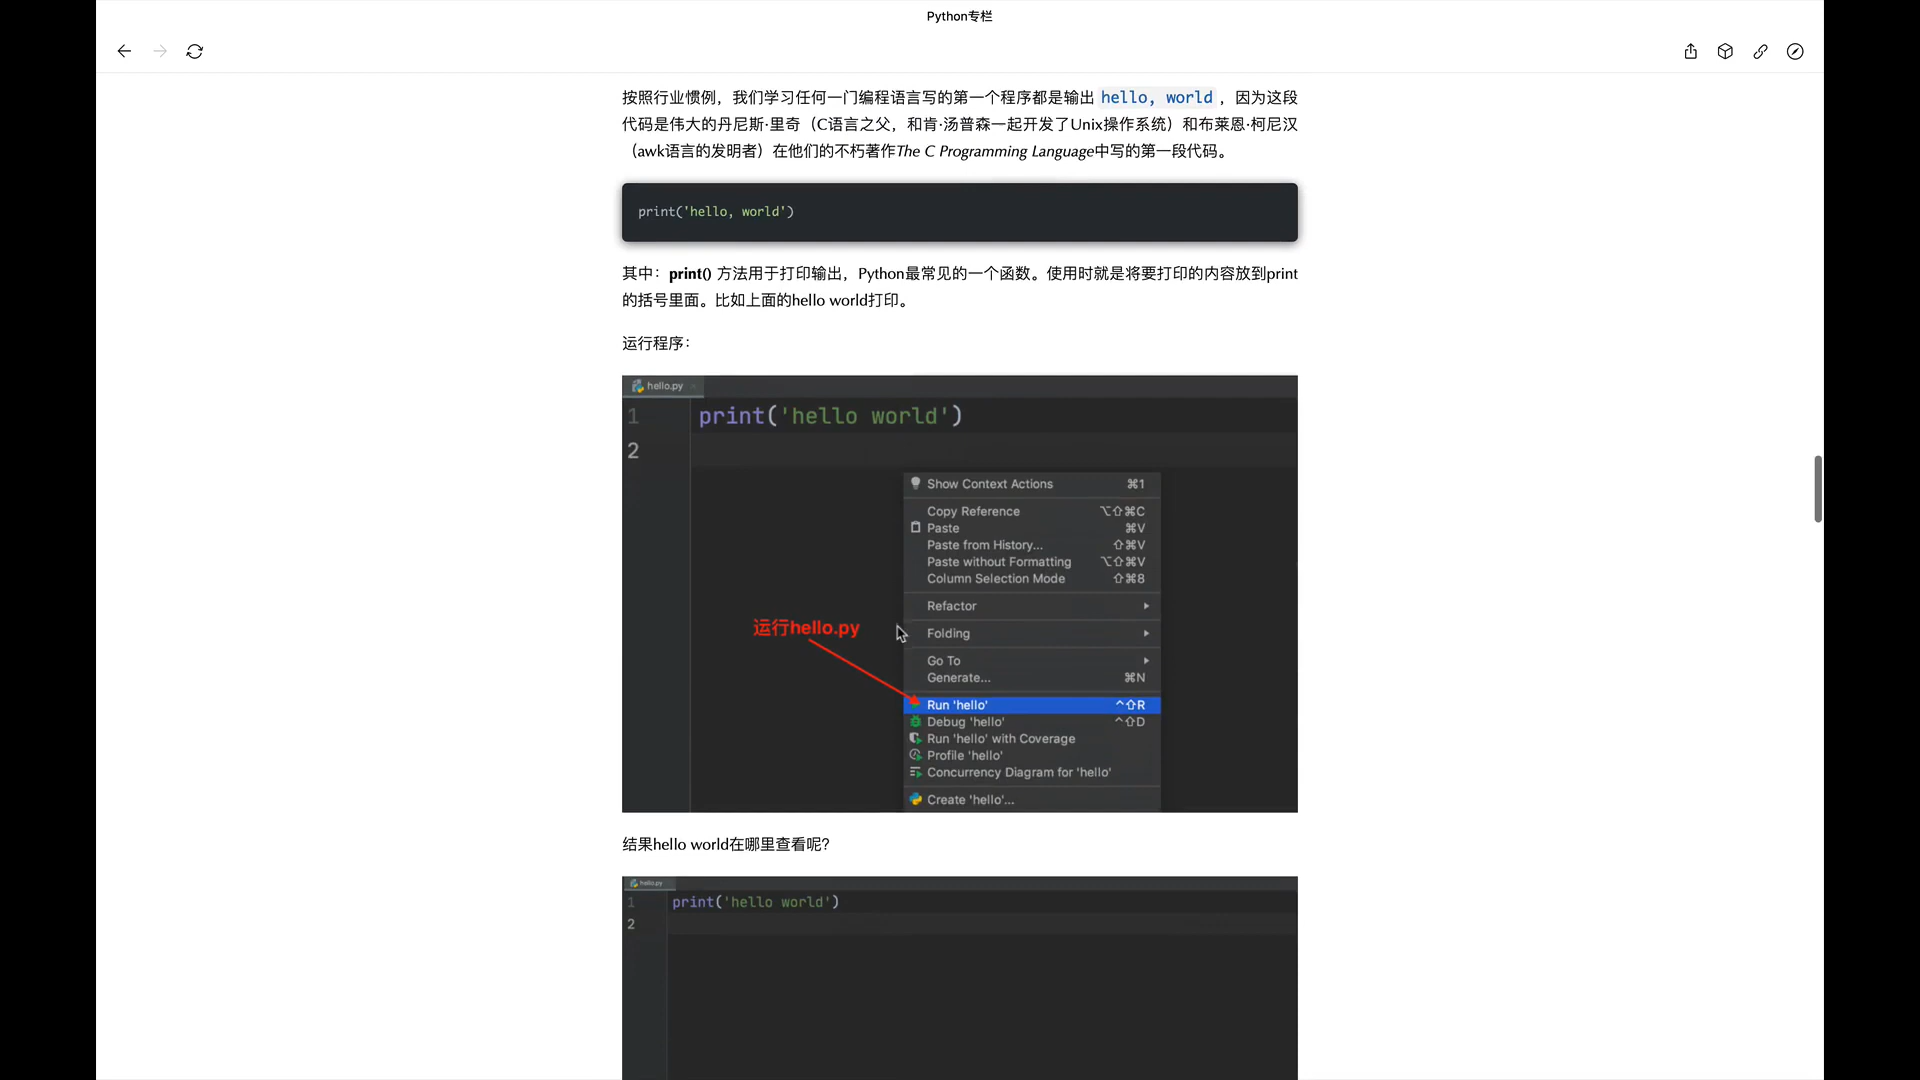 Python专栏
按照行业惯例，我们学习任何一门编程语言写的第一个程序都是输出 hello, world ，因为这段
代码是伟大的丹尼斯·里奇（C语言之父，和肯·汤普森一起开发了Unix操作系统）和布莱恩·柯尼汉
（awk语言的发明者）在他们的不朽著作The C Programming Language中写的第一段代码。
print('hello, world')
其中：print() 方法用于打印输出，Python最常见的一个函数。使用时就是将要打印的内容放到print
的括号里面。比如上面的hello world打印。
运行程序：
hello.py
1 print('hello world')
2
Show Context Actions ⌘1
Copy Reference ⌥⇧⌘C
Paste ⌘V
Paste from History... ⇧⌘V
Paste without Formatting ⌥⇧⌘V
Column Selection Mode ⇧⌘8
Refactor
运行hello.py
Folding
Go To
Generate... ⌘N
Run 'hello' ^⇧R
Debug 'hello' ^⇧D
Run 'hello' with Coverage
Profile 'hello'
Concurrency Diagram for 'hello'
Create 'hello'...
结果hello world在哪里查看呢？
hello.py
1 print('hello world')
2